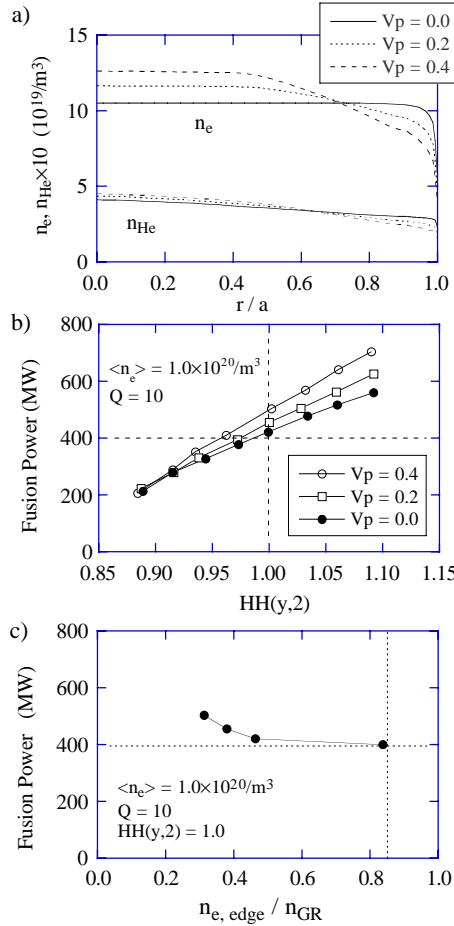 a)
Vp = 0.0
Vp = 0.2
Vp = 0.4
n_e, n_He×10 (10^19/m^3)
15
10
5
0
n_e
n_He
0.0 0.2 0.4 0.6 0.8 1.0
r / a
b)
Fusion Power (MW)
800
600
400
200
0
<n_e> = 1.0×10^20/m^3
Q = 10
Vp = 0.4
Vp = 0.2
Vp = 0.0
0.85 0.90 0.95 1.00 1.05 1.10 1.15
HH(y,2)
c)
Fusion Power (MW)
800
600
400
200
0
<n_e> = 1.0×10^20/m^3
Q = 10
HH(y,2) = 1.0
0.0 0.2 0.4 0.6 0.8 1.0
n_e, edge / n_GR